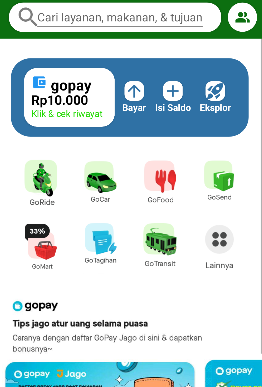 Cari layanan, makanan, & tujuan
gopay
Rp10.000
Klik & cek riwayat
Bayar
Isi Saldo
Eksplor
GoRide
GoCar
GoFood
GoSend
33%
GoMart
GoTagihan
GoTransit
Lainnya
gopay
Tips jago atur uang selama puasa
Caranya dengan daftar GoPay Jago di sini & dapatkan
bonusnya~
gopay
Jago
gopay